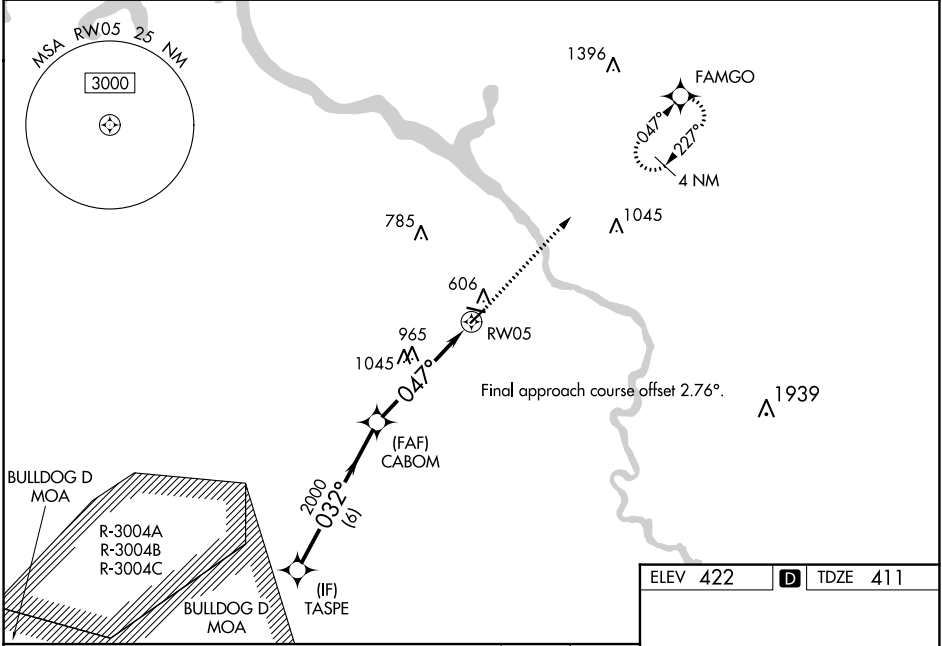 MSA RW05 25 NM
3000
1396
FAMGO
047°
227°
4 NM
785
1045
606
RW05
965
1045
047°
Final approach course offset 2.76°.
1939
(FAF)
CABOM
2000
032°
(6)
BULLDOG D
MOA
R-3004A
R-3004B
R-3004C
(IF)
TASPE
BULLDOG D
MOA
ELEV 422 D TDZE 411